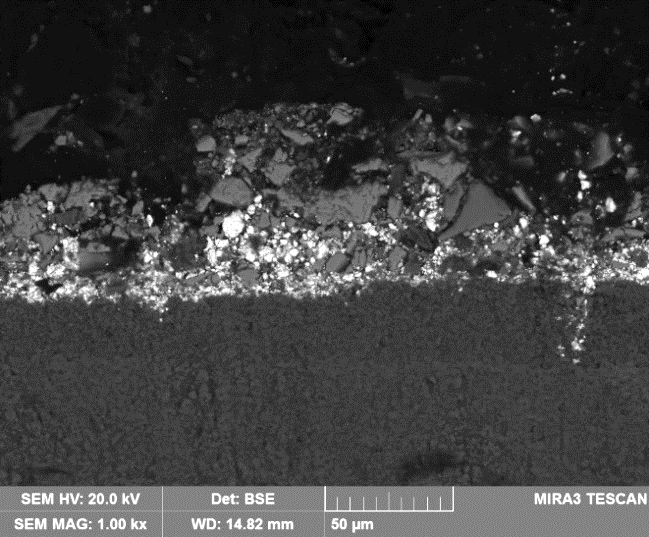 SEM HV: 20.0 kV Det: BSE MIRA3 TESCAN
SEM MAG: 1.00 kx WD: 14.82 mm 50 µm